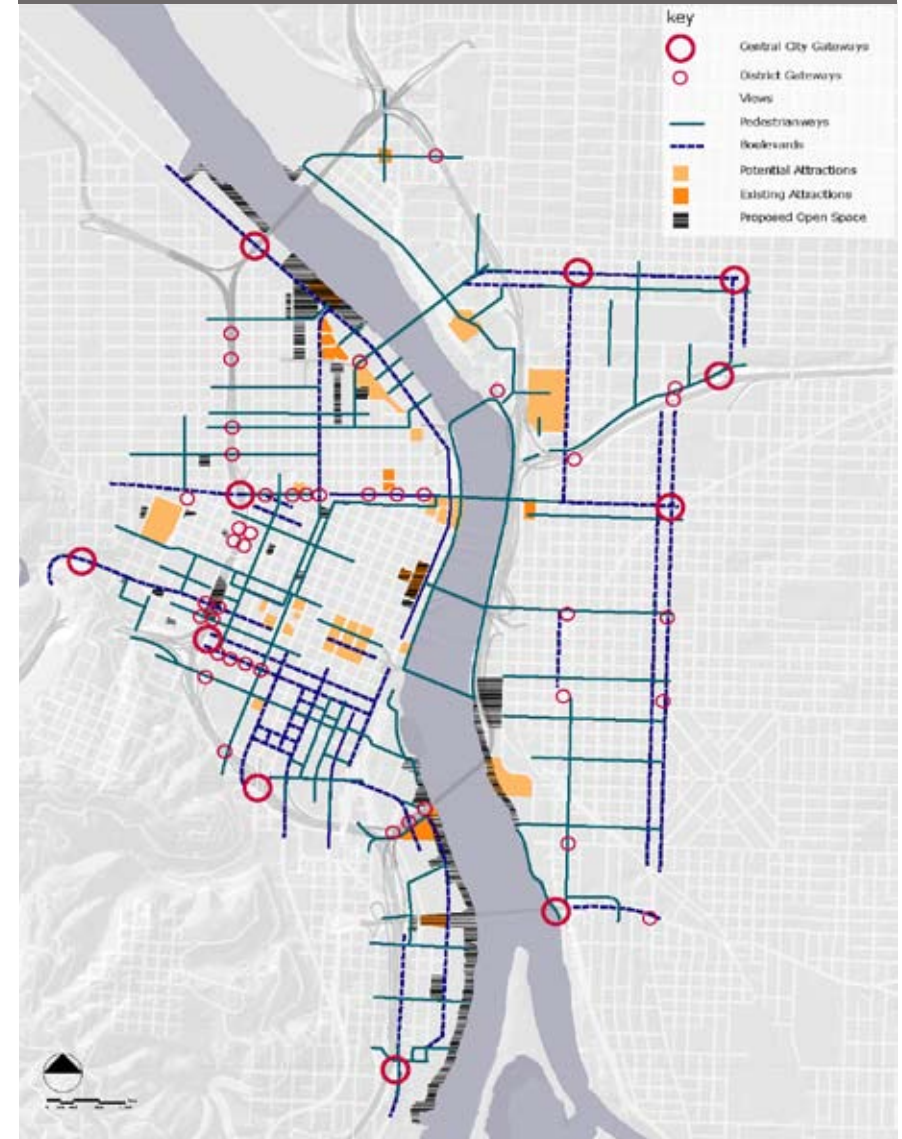 key
Central City Gateways
District Gateways
Views
Pedestrianways
Boulevards
Potential Attractions
Existing Attractions
Proposed Open Space